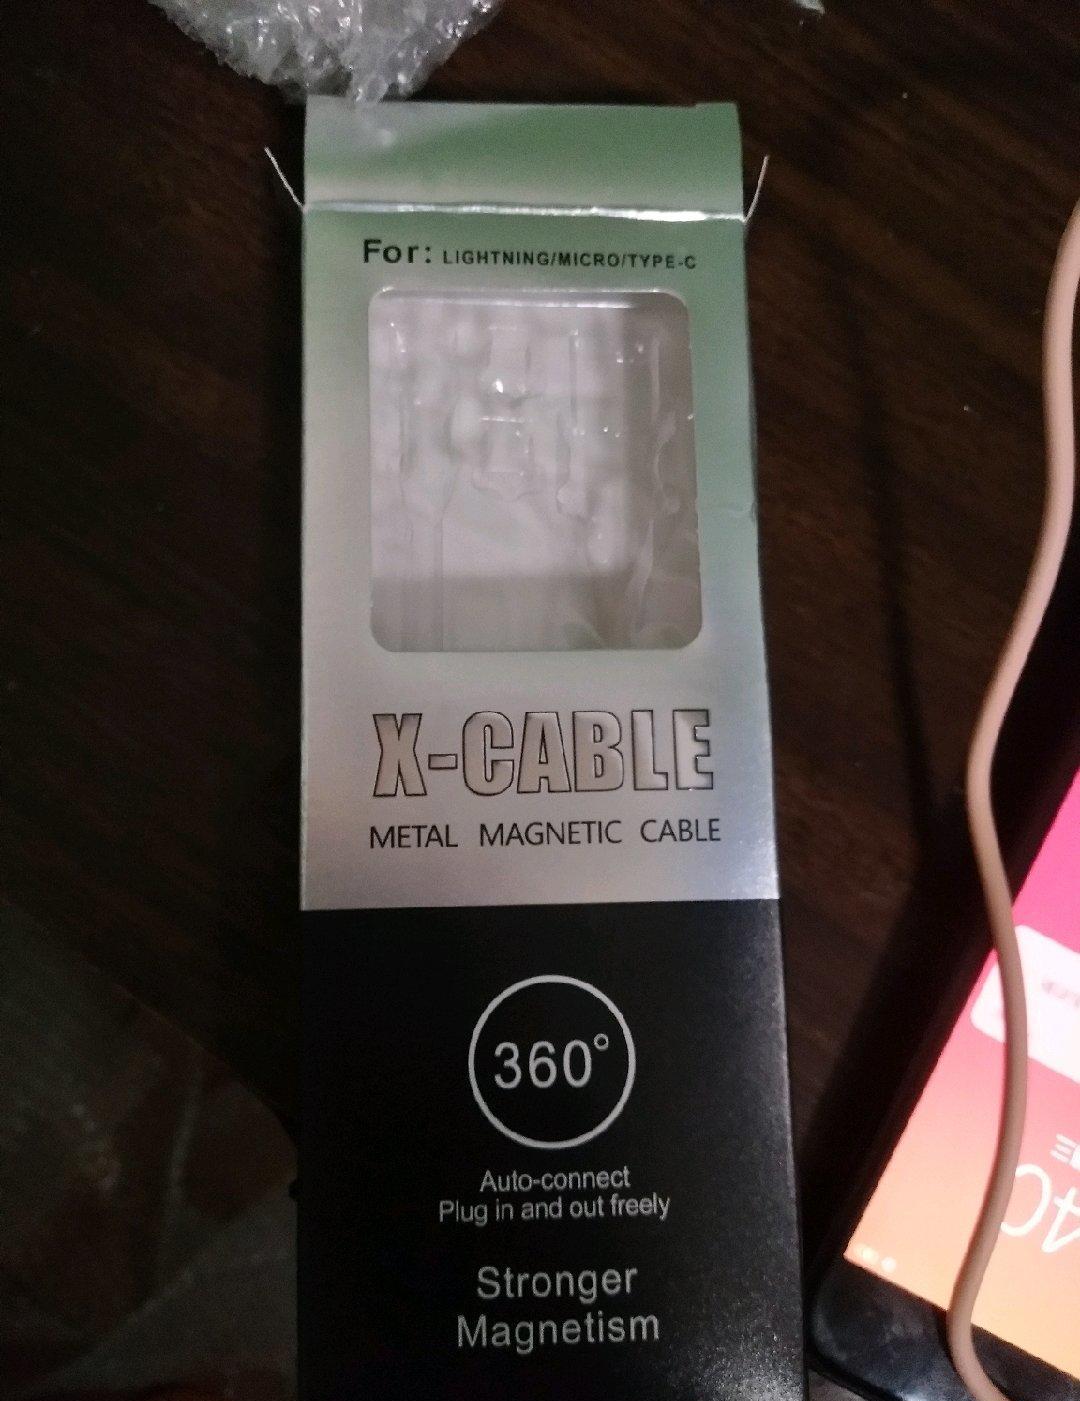 For: LIGHTNING/MICRO/TYPE-C
X-CABLE
METAL MAGNETIC CABLE
360°
Auto-connect
Plug in and out freely
Stronger
Magnetism